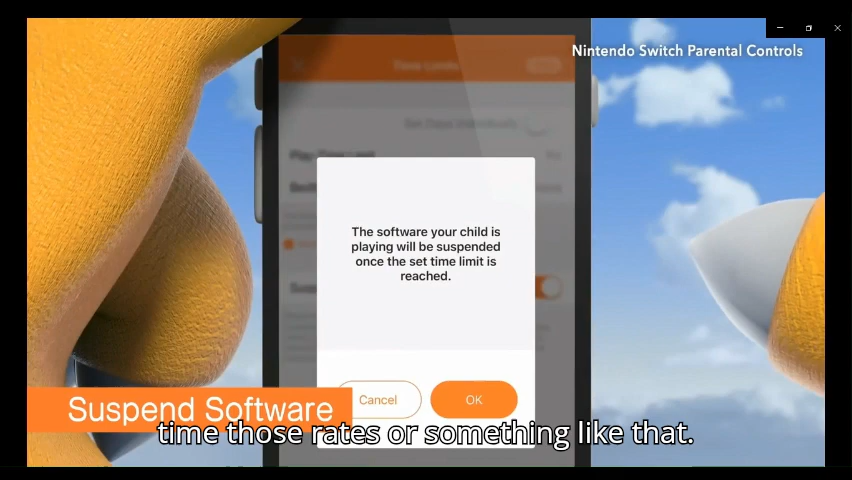 Nintendo Switch Parental Controls
The software your child is
playing will be suspended
once the set time limit is
reached.
Cancel
OK
Suspend Software
time those rates or something like that.